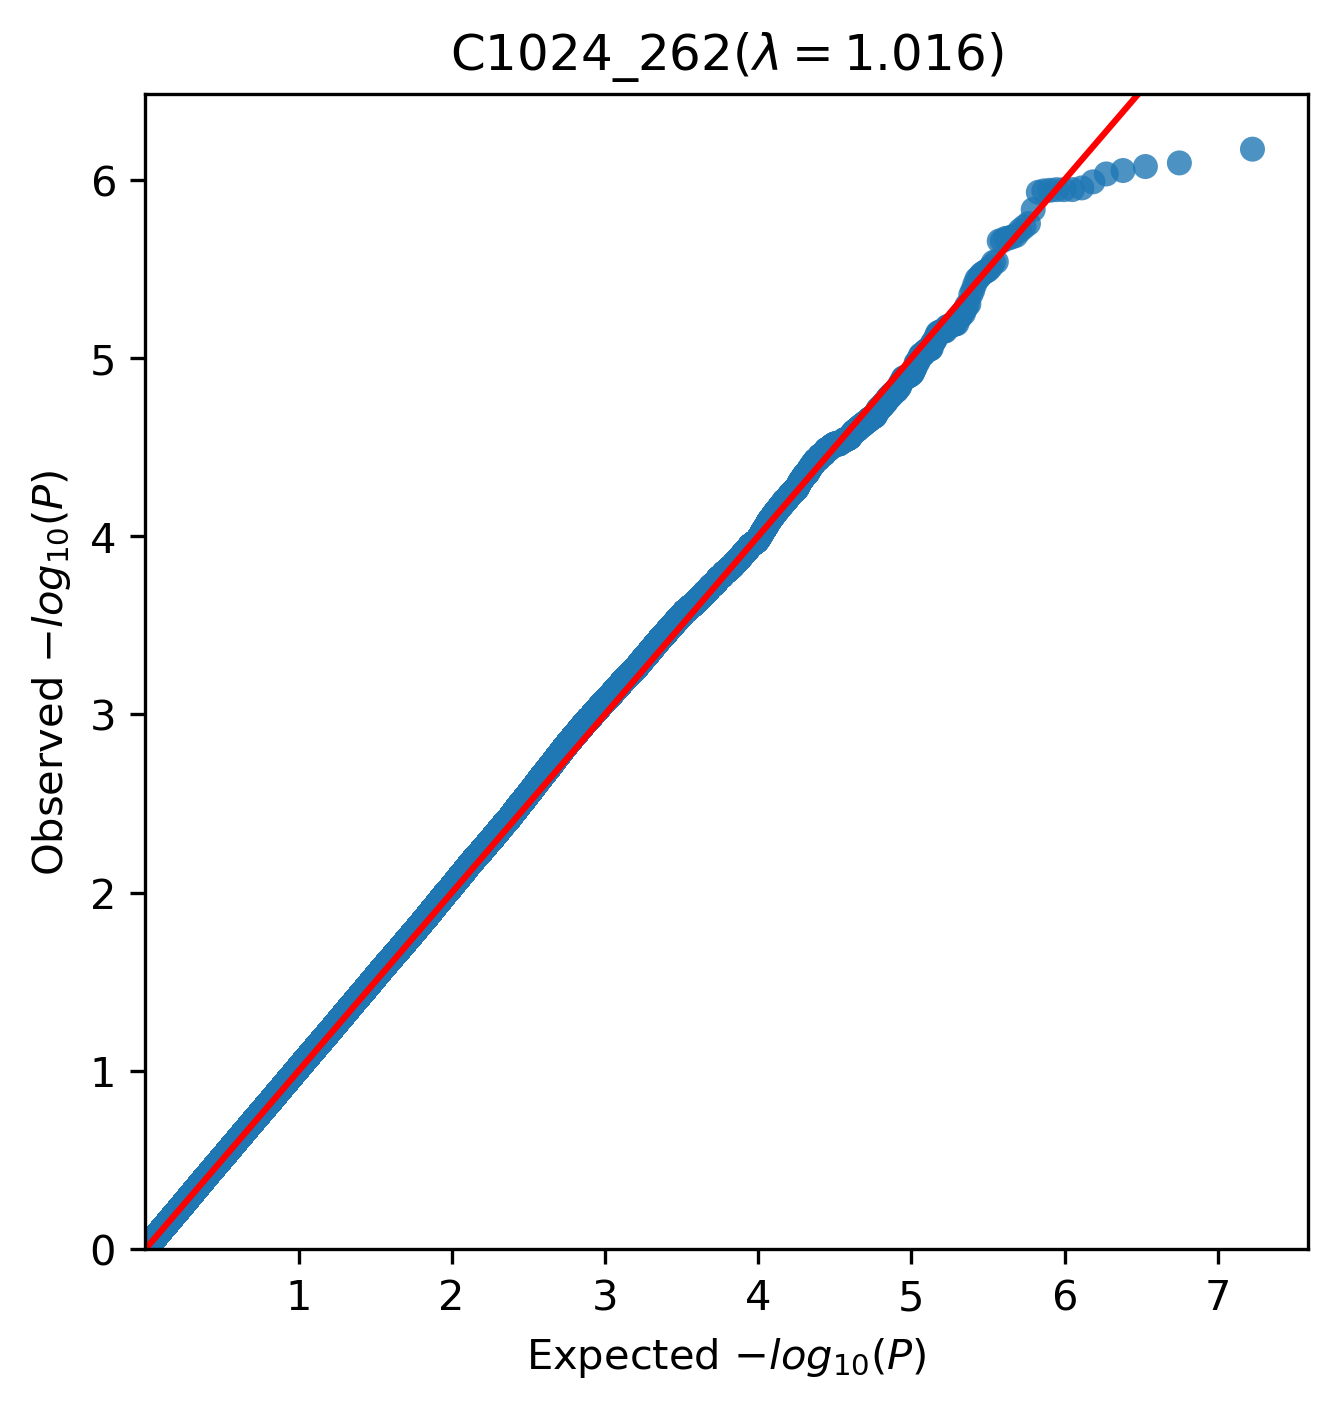 C1024_262(λ = 1.016)
Observed −log₁₀(P)
6
5
4
3
2
1
0
1 2 3 4 5 6 7
Expected −log₁₀(P)